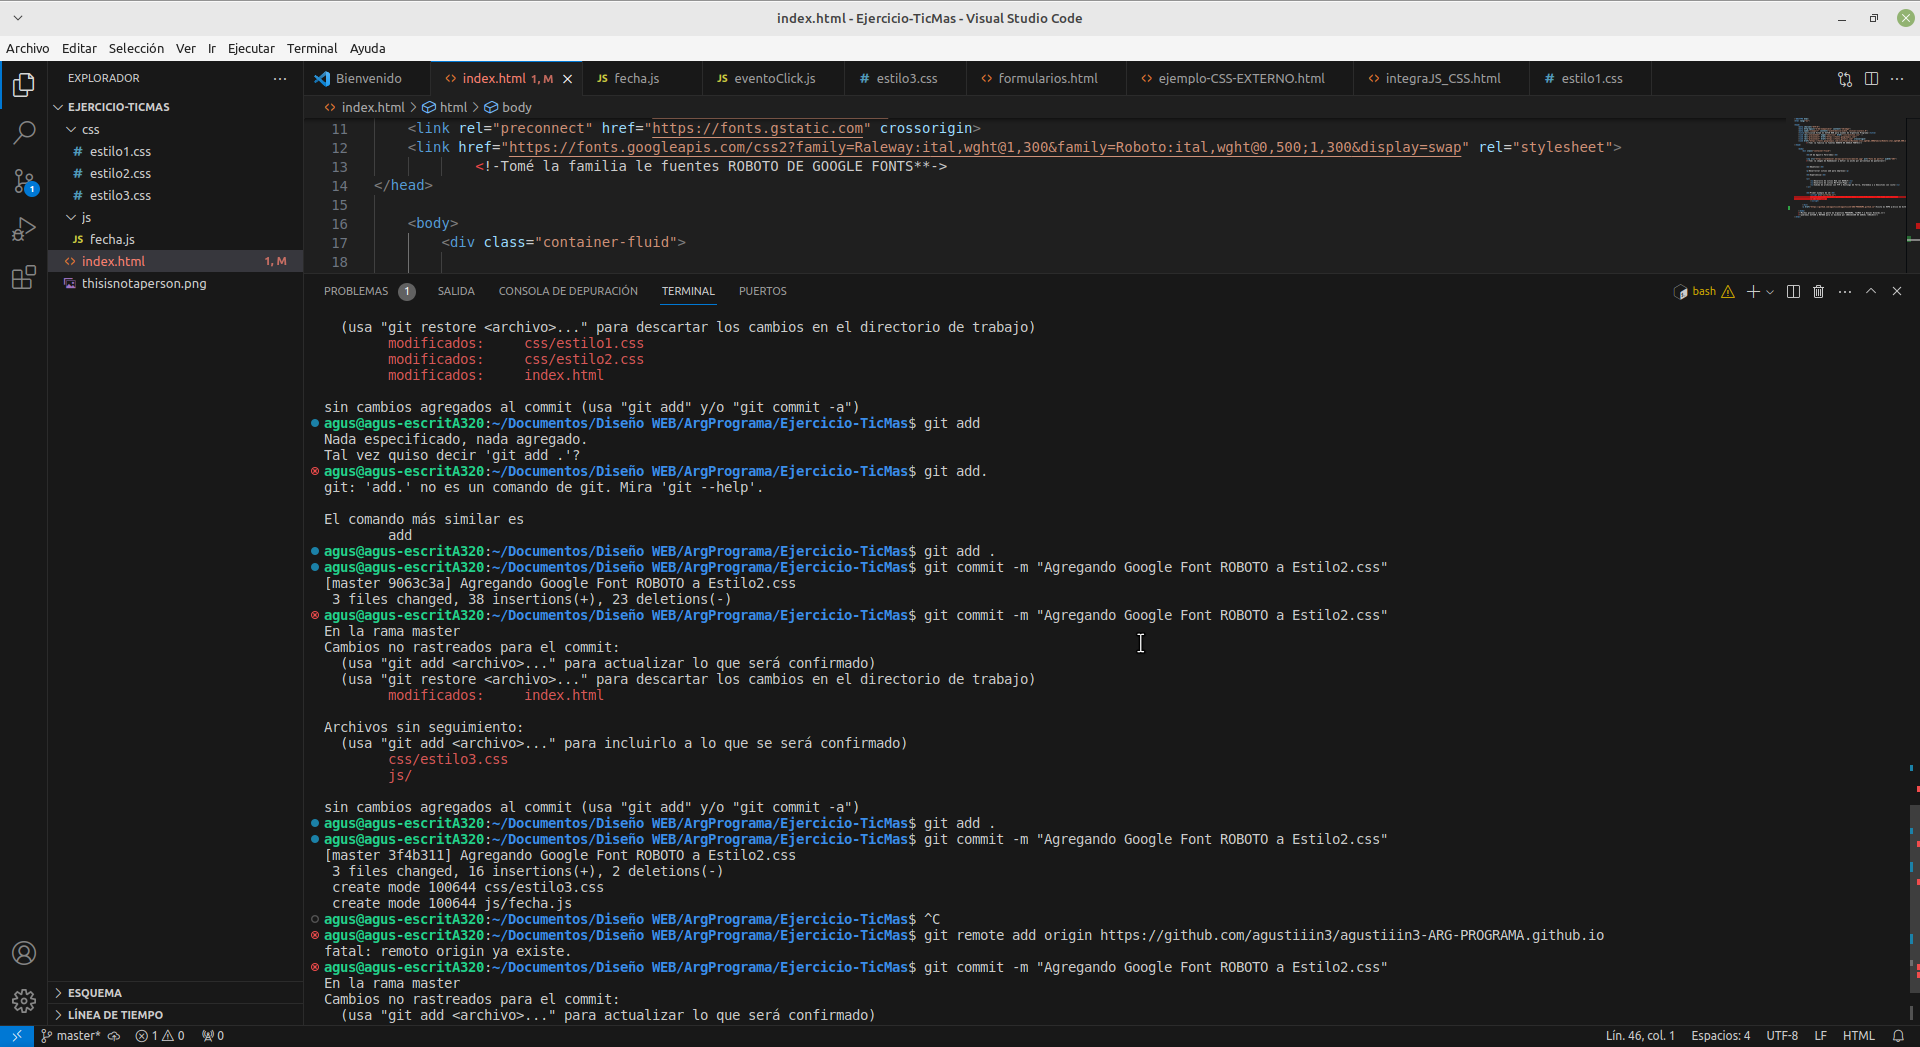 index.html - Ejercicio-TicMas - Visual Studio Code
Archivo Editar Selección Ver Ir Ejecutar Terminal Ayuda
EXPLORADOR
EJERCICIO-TICMAS
css
# estilo1.css
# estilo2.css
# estilo3.css
js
JS fecha.js
<> index.html 1, M
thisisnotaperson.png
ESQUEMA
LÍNEA DE TIEMPO
1
Bienvenido <> index.html 1, M JS fecha.js JS eventoClick.js # estilo3.css <> formularios.html <> ejemplo-CSS-EXTERNO.html <> integraJS_CSS.html # estilo1.css
<> index.html > html > body
11 <link rel="preconnect" href="https://fonts.gstatic.com" crossorigin>
12 <link href="https://fonts.googleapis.com/css2?family=Raleway:ital,wght@1,300&family=Roboto:ital,wght@0,500;1,300&display=swap" rel="stylesheet">
13 <!-Tomé la familia le fuentes ROBOTO DE GOOGLE FONTS**->
14 </head>
15
16 <body>
17 <div class="container-fluid">
18
PROBLEMAS 1 SALIDA CONSOLA DE DEPURACIÓN TERMINAL PUERTOS
bash
(usa "git restore <archivo>..." para descartar los cambios en el directorio de trabajo)
modificados: css/estilo1.css
modificados: css/estilo2.css
modificados: index.html
sin cambios agregados al commit (usa "git add" y/o "git commit -a")
agus@agus-escritA320:~/Documentos/Diseño WEB/ArgPrograma/Ejercicio-TicMas$ git add
Nada especificado, nada agregado.
Tal vez quiso decir 'git add .'?
agus@agus-escritA320:~/Documentos/Diseño WEB/ArgPrograma/Ejercicio-TicMas$ git add.
git: 'add.' no es un comando de git. Mira 'git --help'.
El comando más similar es
add
agus@agus-escritA320:~/Documentos/Diseño WEB/ArgPrograma/Ejercicio-TicMas$ git add .
agus@agus-escritA320:~/Documentos/Diseño WEB/ArgPrograma/Ejercicio-TicMas$ git commit -m "Agregando Google Font ROBOTO a Estilo2.css"
[master 9063c3a] Agregando Google Font ROBOTO a Estilo2.css
3 files changed, 38 insertions(+), 23 deletions(-)
agus@agus-escritA320:~/Documentos/Diseño WEB/ArgPrograma/Ejercicio-TicMas$ git commit -m "Agregando Google Font ROBOTO a Estilo2.css"
En la rama master
Cambios no rastreados para el commit:
(usa "git add <archivo>..." para actualizar lo que será confirmado)
(usa "git restore <archivo>..." para descartar los cambios en el directorio de trabajo)
modificados: index.html
Archivos sin seguimiento:
(usa "git add <archivo>..." para incluirlo a lo que se será confirmado)
css/estilo3.css
js/
sin cambios agregados al commit (usa "git add" y/o "git commit -a")
agus@agus-escritA320:~/Documentos/Diseño WEB/ArgPrograma/Ejercicio-TicMas$ git add .
agus@agus-escritA320:~/Documentos/Diseño WEB/ArgPrograma/Ejercicio-TicMas$ git commit -m "Agregando Google Font ROBOTO a Estilo2.css"
[master 3f4b311] Agregando Google Font ROBOTO a Estilo2.css
3 files changed, 16 insertions(+), 2 deletions(-)
create mode 100644 css/estilo3.css
create mode 100644 js/fecha.js
agus@agus-escritA320:~/Documentos/Diseño WEB/ArgPrograma/Ejercicio-TicMas$ ^C
agus@agus-escritA320:~/Documentos/Diseño WEB/ArgPrograma/Ejercicio-TicMas$ git remote add origin https://github.com/agustiiin3/agustiiin3-ARG-PROGRAMA.github.io
fatal: remoto origin ya existe.
agus@agus-escritA320:~/Documentos/Diseño WEB/ArgPrograma/Ejercicio-TicMas$ git commit -m "Agregando Google Font ROBOTO a Estilo2.css"
En la rama master
Cambios no rastreados para el commit:
(usa "git add <archivo>..." para actualizar lo que será confirmado)
master* 1 0 0 Lín. 46, col. 1 Espacios: 4 UTF-8 LF HTML